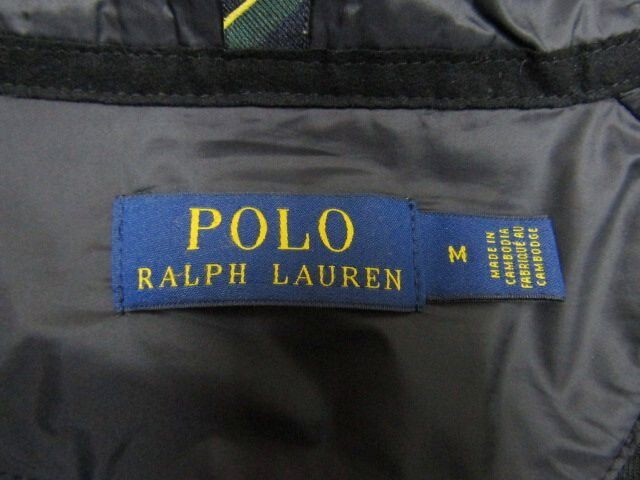 POLO
RALPH LAUREN
M
MADE IN
CAMBODIA
FABRIQUÉ AU
CAMBODGE